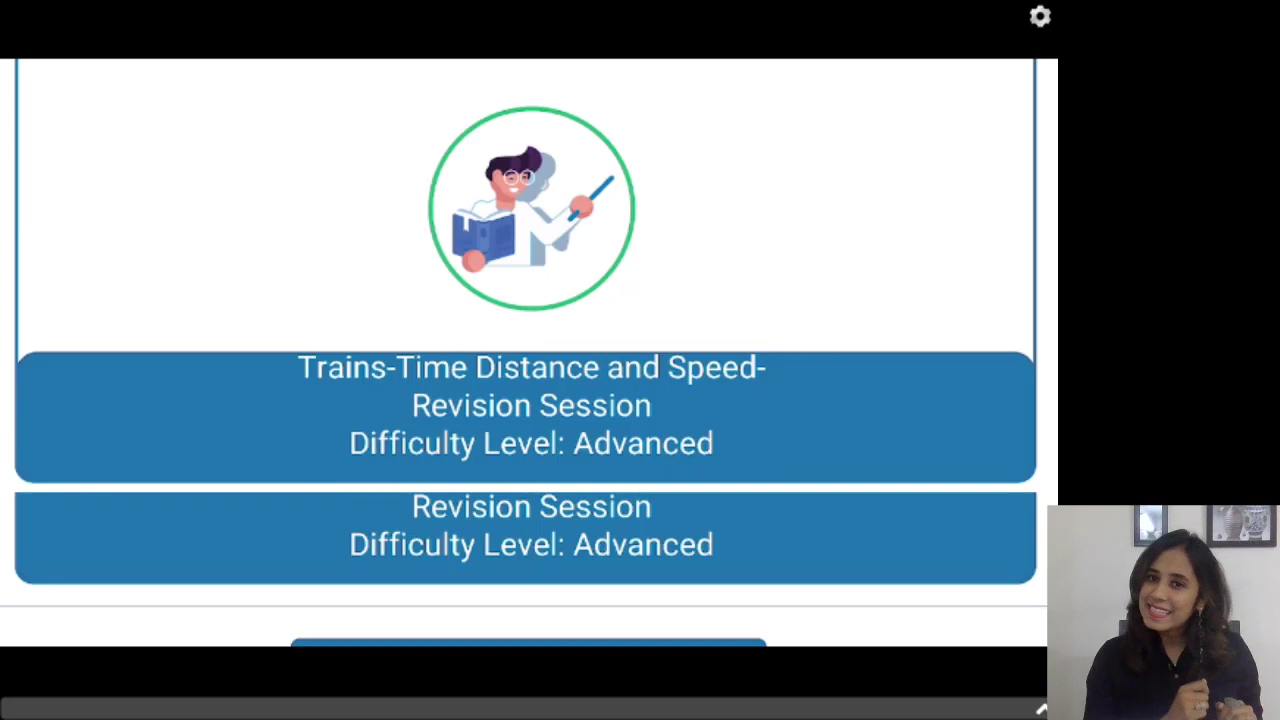 Trains-Time Distance and Speed-
Revision Session
Difficulty Level: Advanced
Revision Session
Difficulty Level: Advanced